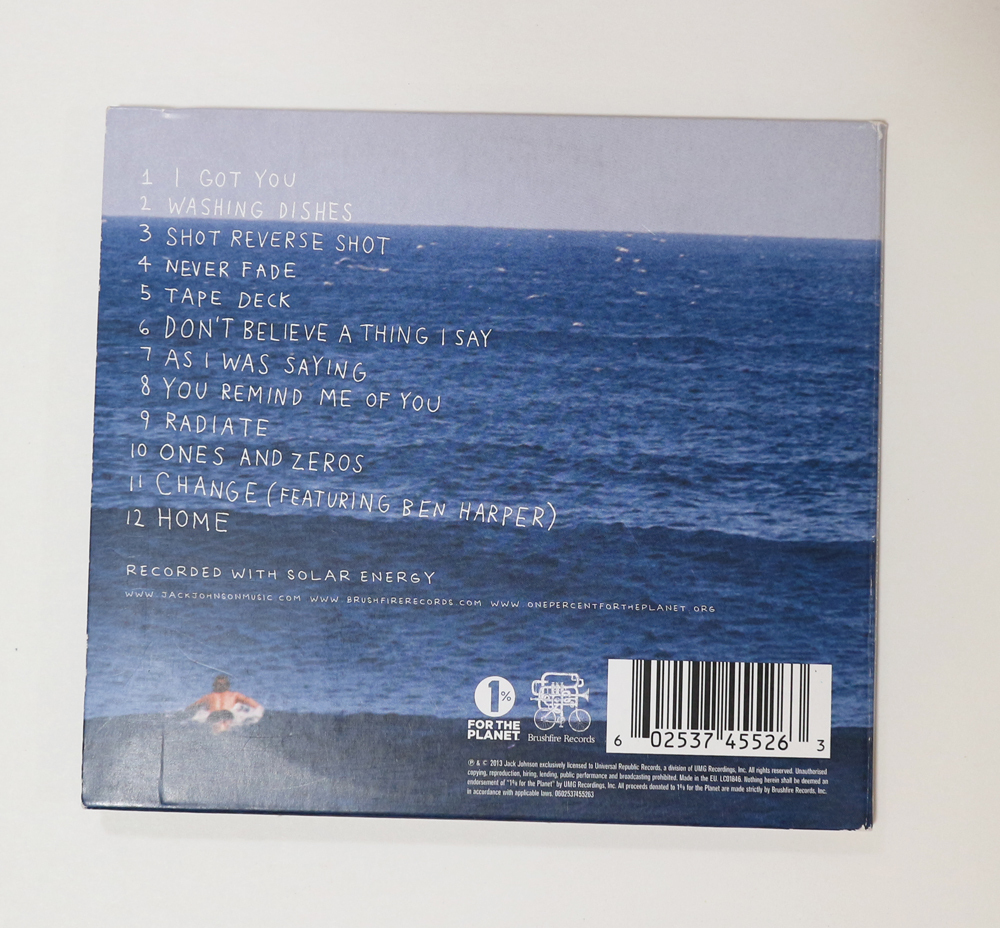 1 I GOT YOU
2 WASHING DISHES
3 SHOT REVERSE SHOT
4 NEVER FADE
5 TAPE DECK
6 DON'T BELIEVE A THING I SAY
7 AS I WAS SAYING
8 YOU REMIND ME OF YOU
9 RADIATE
10 ONES AND ZEROS
11 CHANGE (FEATURING BEN HARPER)
12 HOME
RECORDED WITH SOLAR ENERGY
WWW.JACKJOHNSONMUSIC.COM WWW.BRUSHFIRERECORDS.COM WWW.ONEPERCENTFORTHEPLANET.ORG
1%
FOR THE
PLANET
Brushfire Records
6 02537 45526 3
℗ & © 2013 Jack Johnson exclusively licensed to Universal Republic Records, a division of UMG Recordings, Inc. All rights reserved. Unauthorised
copying, reproduction, hiring, lending, public performance and broadcasting prohibited. Made in the EU. LC01846. Nothing herein shall be deemed an
endorsement of "1% for the Planet" by UMG Recordings, Inc. All proceeds donated to 1% for the Planet are made strictly by Brushfire Records, Inc.
in accordance with applicable laws. 0602537455263